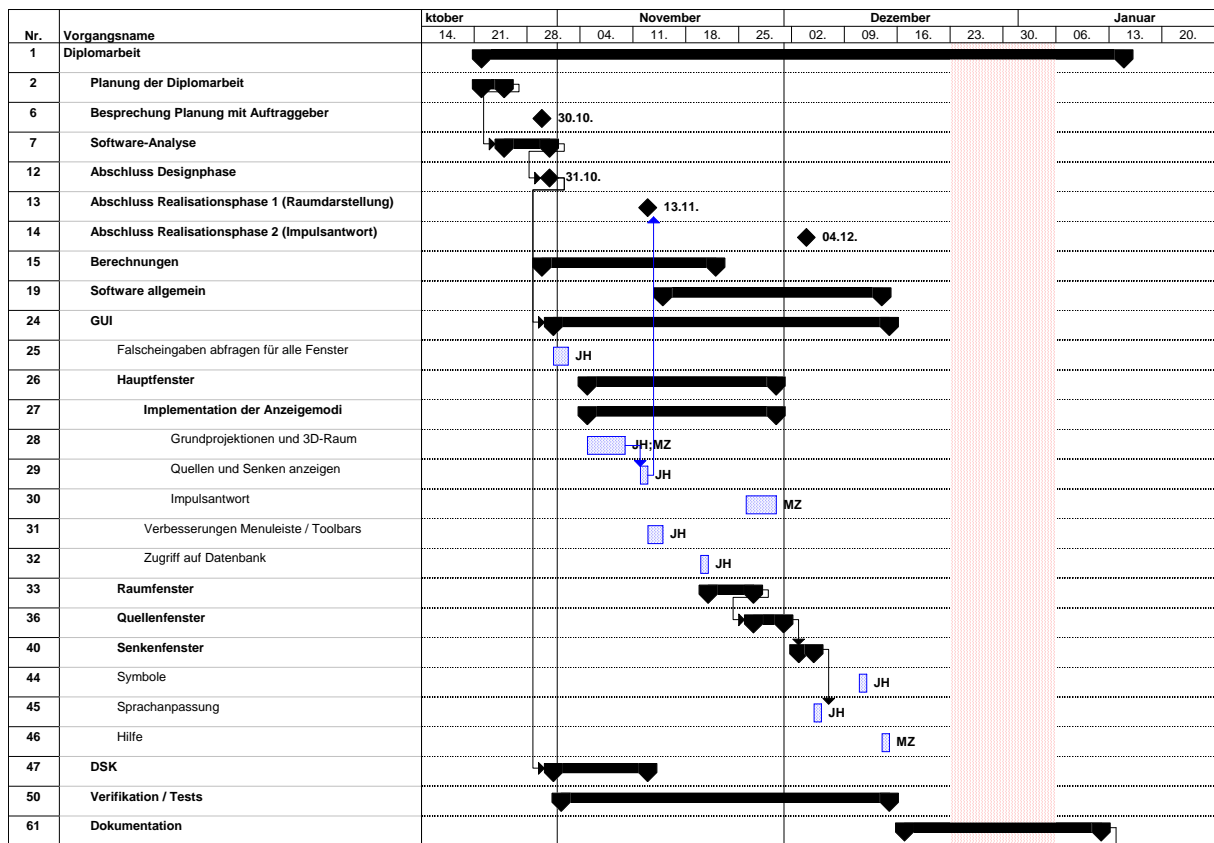 ktober November Dezember Januar
Nr. Vorgangsname 14. 21. 28. 04. 11. 18. 25. 02. 09. 16. 23. 30. 06. 13. 20.
1 Diplomarbeit
2 Planung der Diplomarbeit
6 Besprechung Planung mit Auftraggeber 30.10.
7 Software-Analyse
12 Abschluss Designphase 31.10.
13 Abschluss Realisationsphase 1 (Raumdarstellung) 13.11.
14 Abschluss Realisationsphase 2 (Impulsantwort) 04.12.
15 Berechnungen
19 Software allgemein
24 GUI
25 Falscheingaben abfragen für alle Fenster JH
26 Hauptfenster
27 Implementation der Anzeigemodi
28 Grundprojektionen und 3D-Raum JH;MZ
29 Quellen und Senken anzeigen JH
30 Impulsantwort MZ
31 Verbesserungen Menuleiste / Toolbars JH
32 Zugriff auf Datenbank JH
33 Raumfenster
36 Quellenfenster
40 Senkenfenster
44 Symbole JH
45 Sprachanpassung JH
46 Hilfe MZ
47 DSK
50 Verifikation / Tests
61 Dokumentation